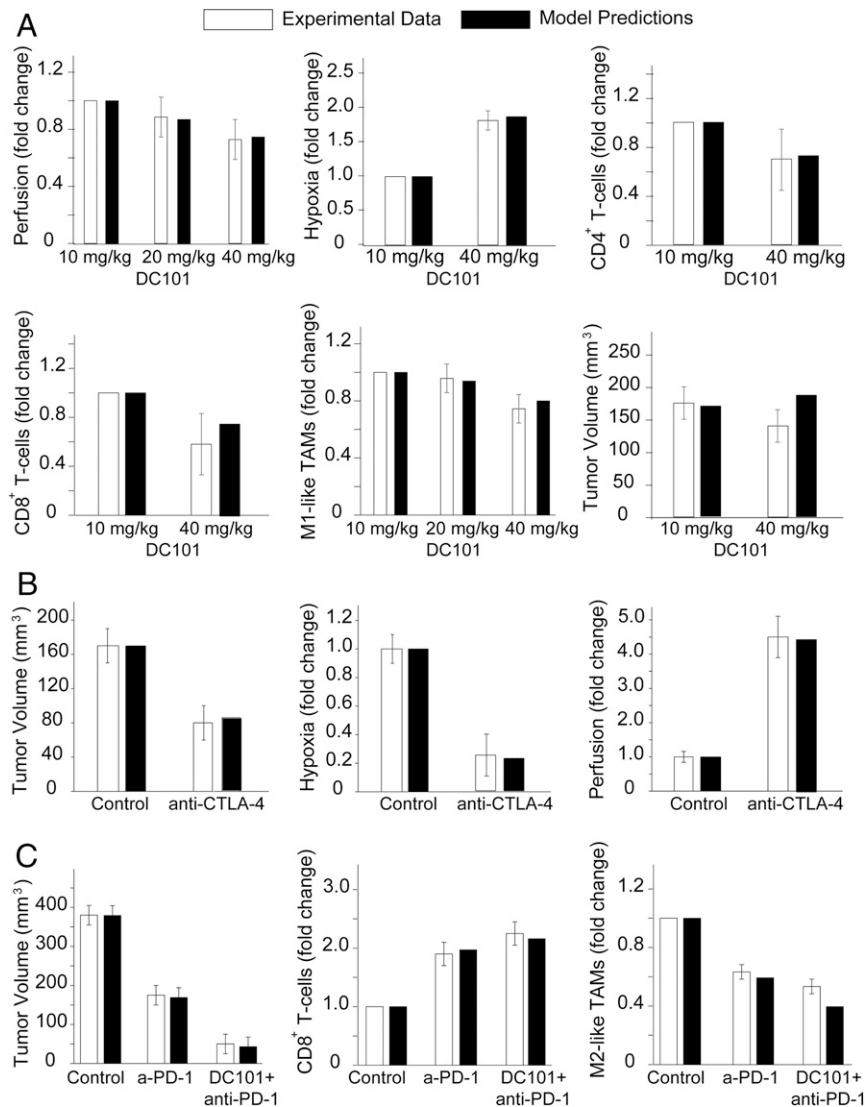 A
Experimental Data
Model Predictions
Perfusion (fold change)
1.2
0.8
0.4
0
10 mg/kg 20 mg/kg 40 mg/kg
DC101
Hypoxia (fold change)
2.5
2.0
1.5
1.0
0.5
0
10 mg/kg 40 mg/kg
DC101
CD4+ T-cells (fold change)
1.2
0.8
0.4
0
10 mg/kg 40 mg/kg
DC101
CD8+ T-cells (fold change)
1.2
0.8
0.4
0
10 mg/kg 40 mg/kg
DC101
M1-like TAMs (fold change)
1.2
0.8
0.4
0
10 mg/kg 20 mg/kg 40 mg/kg
DC101
Tumor Volume (mm³)
250
200
150
100
50
0
10 mg/kg 40 mg/kg
DC101
B
Tumor Volume (mm³)
200
160
120
80
40
0
Control anti-CTLA-4
Hypoxia (fold change)
1.2
1.0
0.8
0.6
0.4
0.2
0
Control anti-CTLA-4
Perfusion (fold change)
5.0
4.0
3.0
2.0
1.0
0
Control anti-CTLA-4
C
Tumor Volume (mm³)
400
300
200
100
0
Control a-PD-1 DC101+
anti-PD-1
CD8+ T-cells (fold change)
3.0
2.0
1.0
0
Control a-PD-1 DC101+
anti-PD-1
M2-like TAMs (fold change)
1.2
0.8
0.4
0
Control a-PD-1 DC101+
anti-PD-1